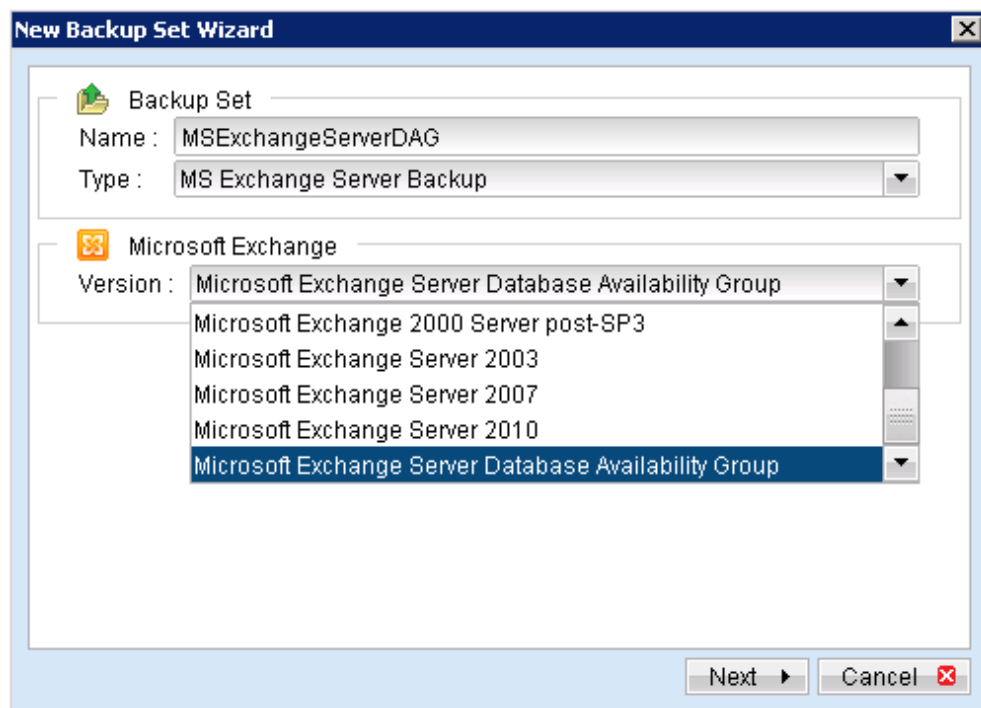 New Backup Set Wizard
Backup Set
Name : MSExchangeServerDAG
Type : MS Exchange Server Backup
Microsoft Exchange
Version : Microsoft Exchange Server Database Availability Group
Microsoft Exchange 2000 Server post-SP3
Microsoft Exchange Server 2003
Microsoft Exchange Server 2007
Microsoft Exchange Server 2010
Microsoft Exchange Server Database Availability Group
Next
Cancel